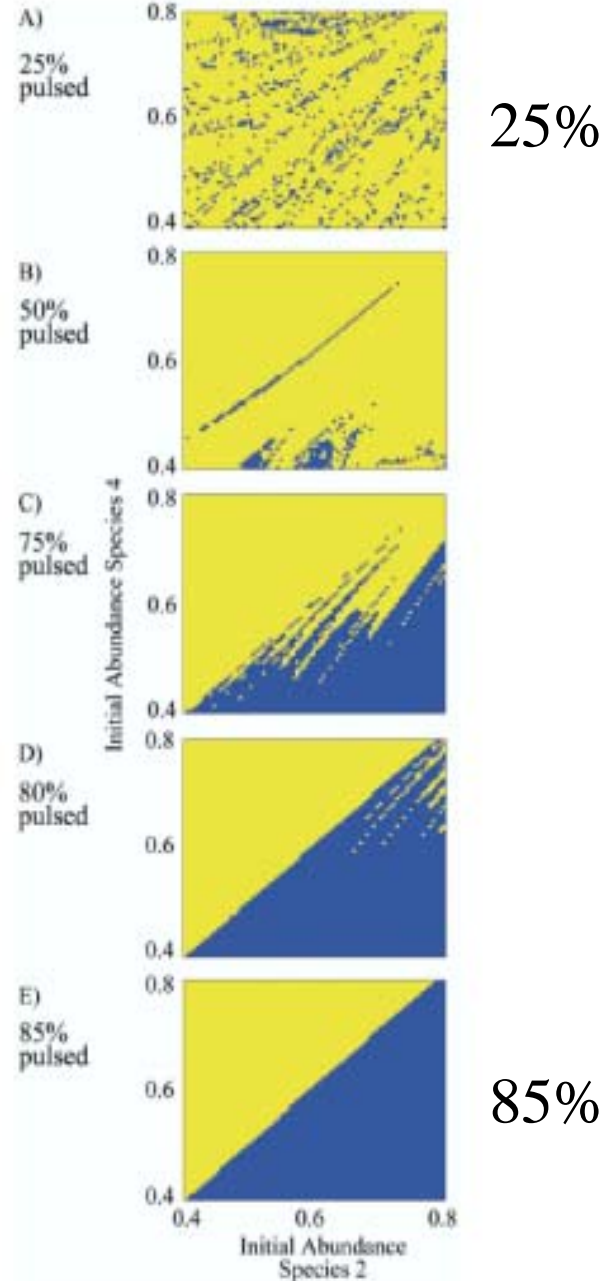 A)
25%
pulsed
0.8
0.6
0.4
25%
B)
50%
pulsed
0.8
0.6
0.4
Initial Abundance Species 4
C)
75%
pulsed
0.8
0.6
0.4
D)
80%
pulsed
0.8
0.6
0.4
E)
85%
pulsed
0.8
0.6
0.4
85%
0.4 0.6 0.8
Initial Abundance
Species 2